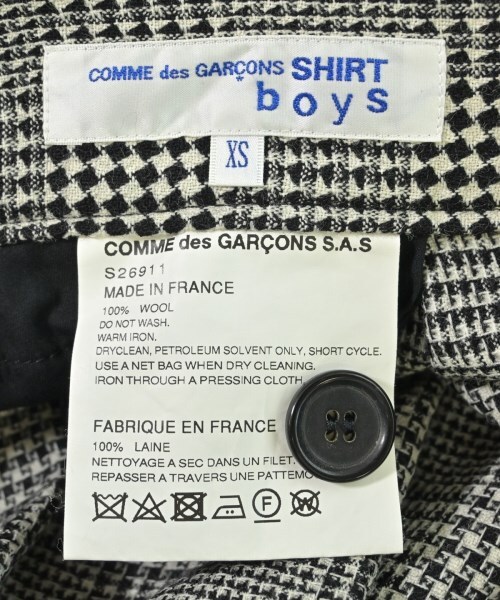 COMME des GARÇONS SHIRT
boys
XS
COMME des GARÇONS S.A.S
S26911
MADE IN FRANCE
100% WOOL
DO NOT WASH.
WARM IRON.
DRYCLEAN, PETROLEUM SOLVENT ONLY, SHORT CYCLE.
USE A NET BAG WHEN DRY CLEANING.
IRON THROUGH A PRESSING CLOTH
FABRIQUE EN FRANCE
100% LAINE
NETTOYAGE A SEC DANS UN FILET.
REPASSER A TRAVERS UNE PATTEMO
F